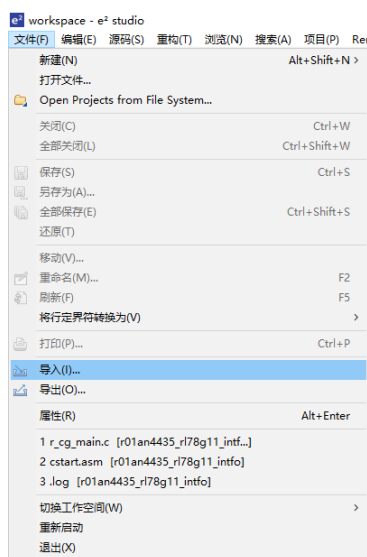 e² workspace - e² studio
文件(F) 编辑(E) 源码(S) 重构(T) 浏览(N) 搜索(A) 项目(P) Re
新建(N) Alt+Shift+N >
打开文件...
Open Projects from File System...
关闭(C) Ctrl+W
全部关闭(L) Ctrl+Shift+W
保存(S) Ctrl+S
另存为(A)...
全部保存(E) Ctrl+Shift+S
还原(T)
移动(V)...
重命名(M)... F2
刷新(F) F5
将行定界符转换为(V) >
打印(P)... Ctrl+P
导入(I)...
导出(O)...
属性(R) Alt+Enter
1 r_cg_main.c [r01an4435_rl78g11_intf...]
2 cstart.asm [r01an4435_rl78g11_intfo]
3 .log [r01an4435_rl78g11_intfo]
切换工作空间(W) >
重新启动
退出(X)